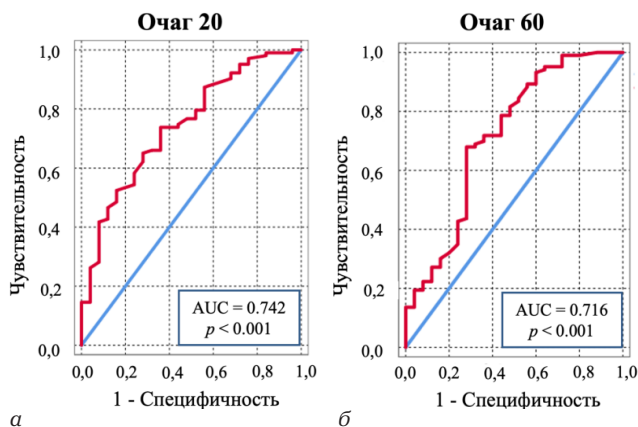 Очаг 20
Чувствительность
1,0
0,8
0,6
0,4
0,2
0,0
AUC = 0.742
p < 0.001
0,0 0,2 0,4 0,6 0,8 1,0
1 - Специфичность
а
Очаг 60
Чувствительность
1,0
0,8
0,6
0,4
0,2
0,0
AUC = 0.716
p < 0.001
0,0 0,2 0,4 0,6 0,8 1,0
1 - Специфичность
б